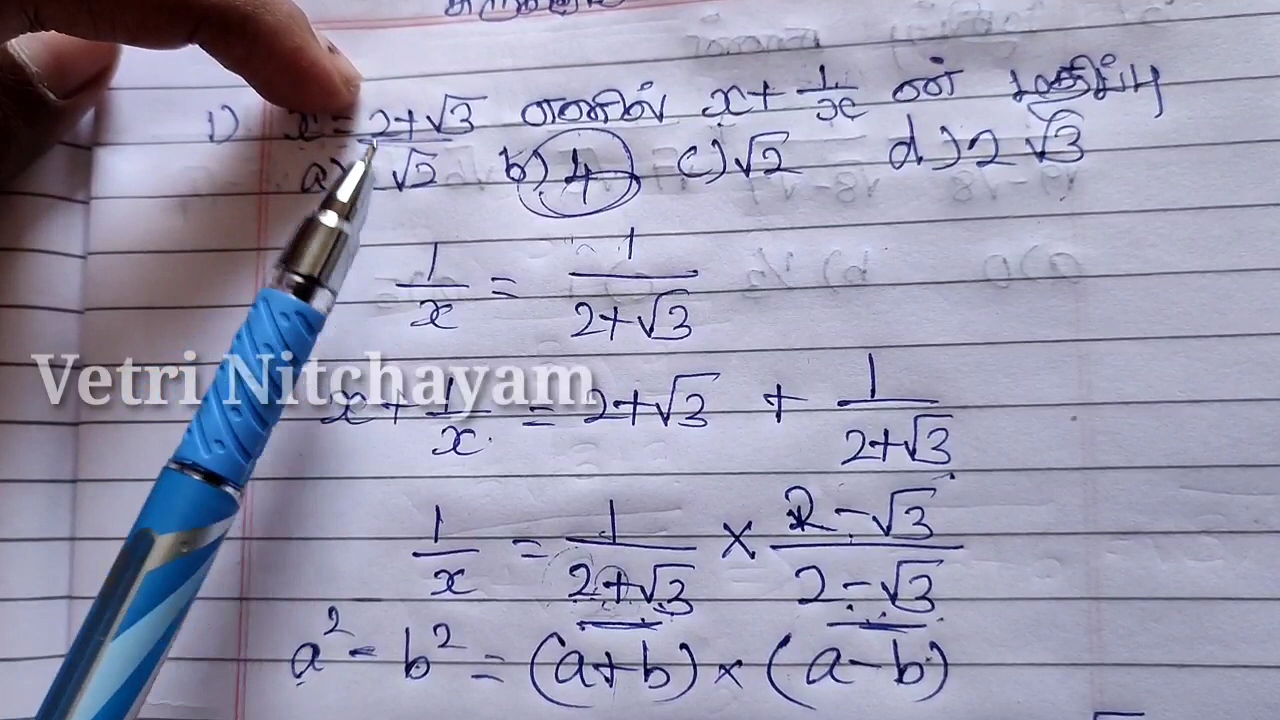 1) x = 2+√3 எனில் x + 1/x ன் மதிப்பு
a) √2 b) 4 c) √2 d) 2√3
1/x = 1/(2+√3)
Vetri Nitchayam
x + 1/x = 2+√3 + 1/(2+√3)
1/x = 1/(2+√3) × (2-√3)/(2-√3)
a² - b² = (a+b) × (a-b)